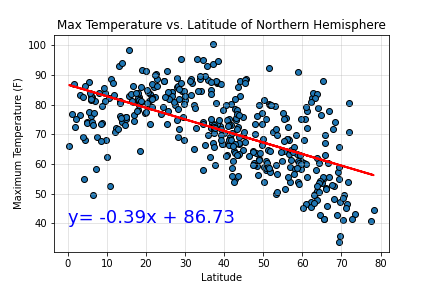 Max Temperature vs. Latitude of Northern Hemisphere
Maximum Temperature (F)
100
90
80
70
60
50
40
y= -0.39x + 86.73
0 10 20 30 40 50 60 70 80
Latitude